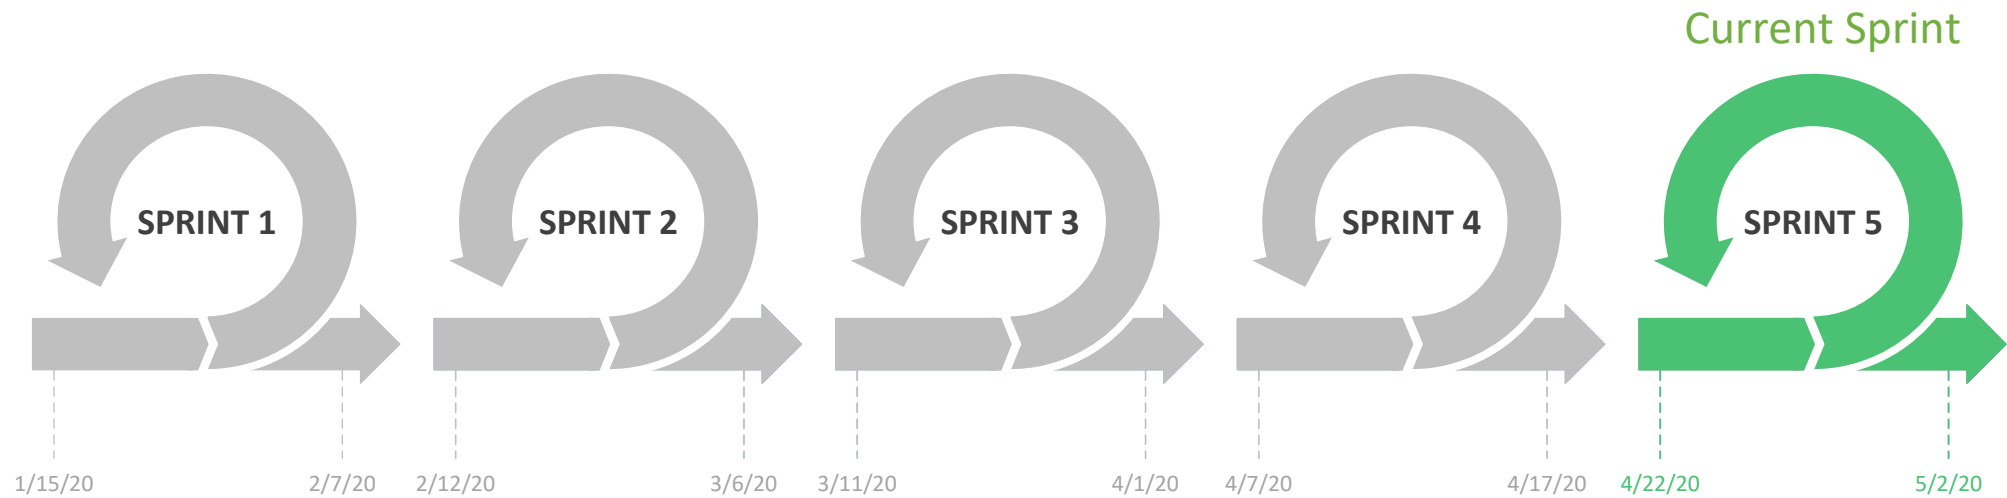 Current Sprint
SPRINT 1
SPRINT 2
SPRINT 3
SPRINT 4
SPRINT 5
1/15/20
2/7/20
2/12/20
3/6/20
3/11/20
4/1/20
4/7/20
4/17/20
4/22/20
5/2/20